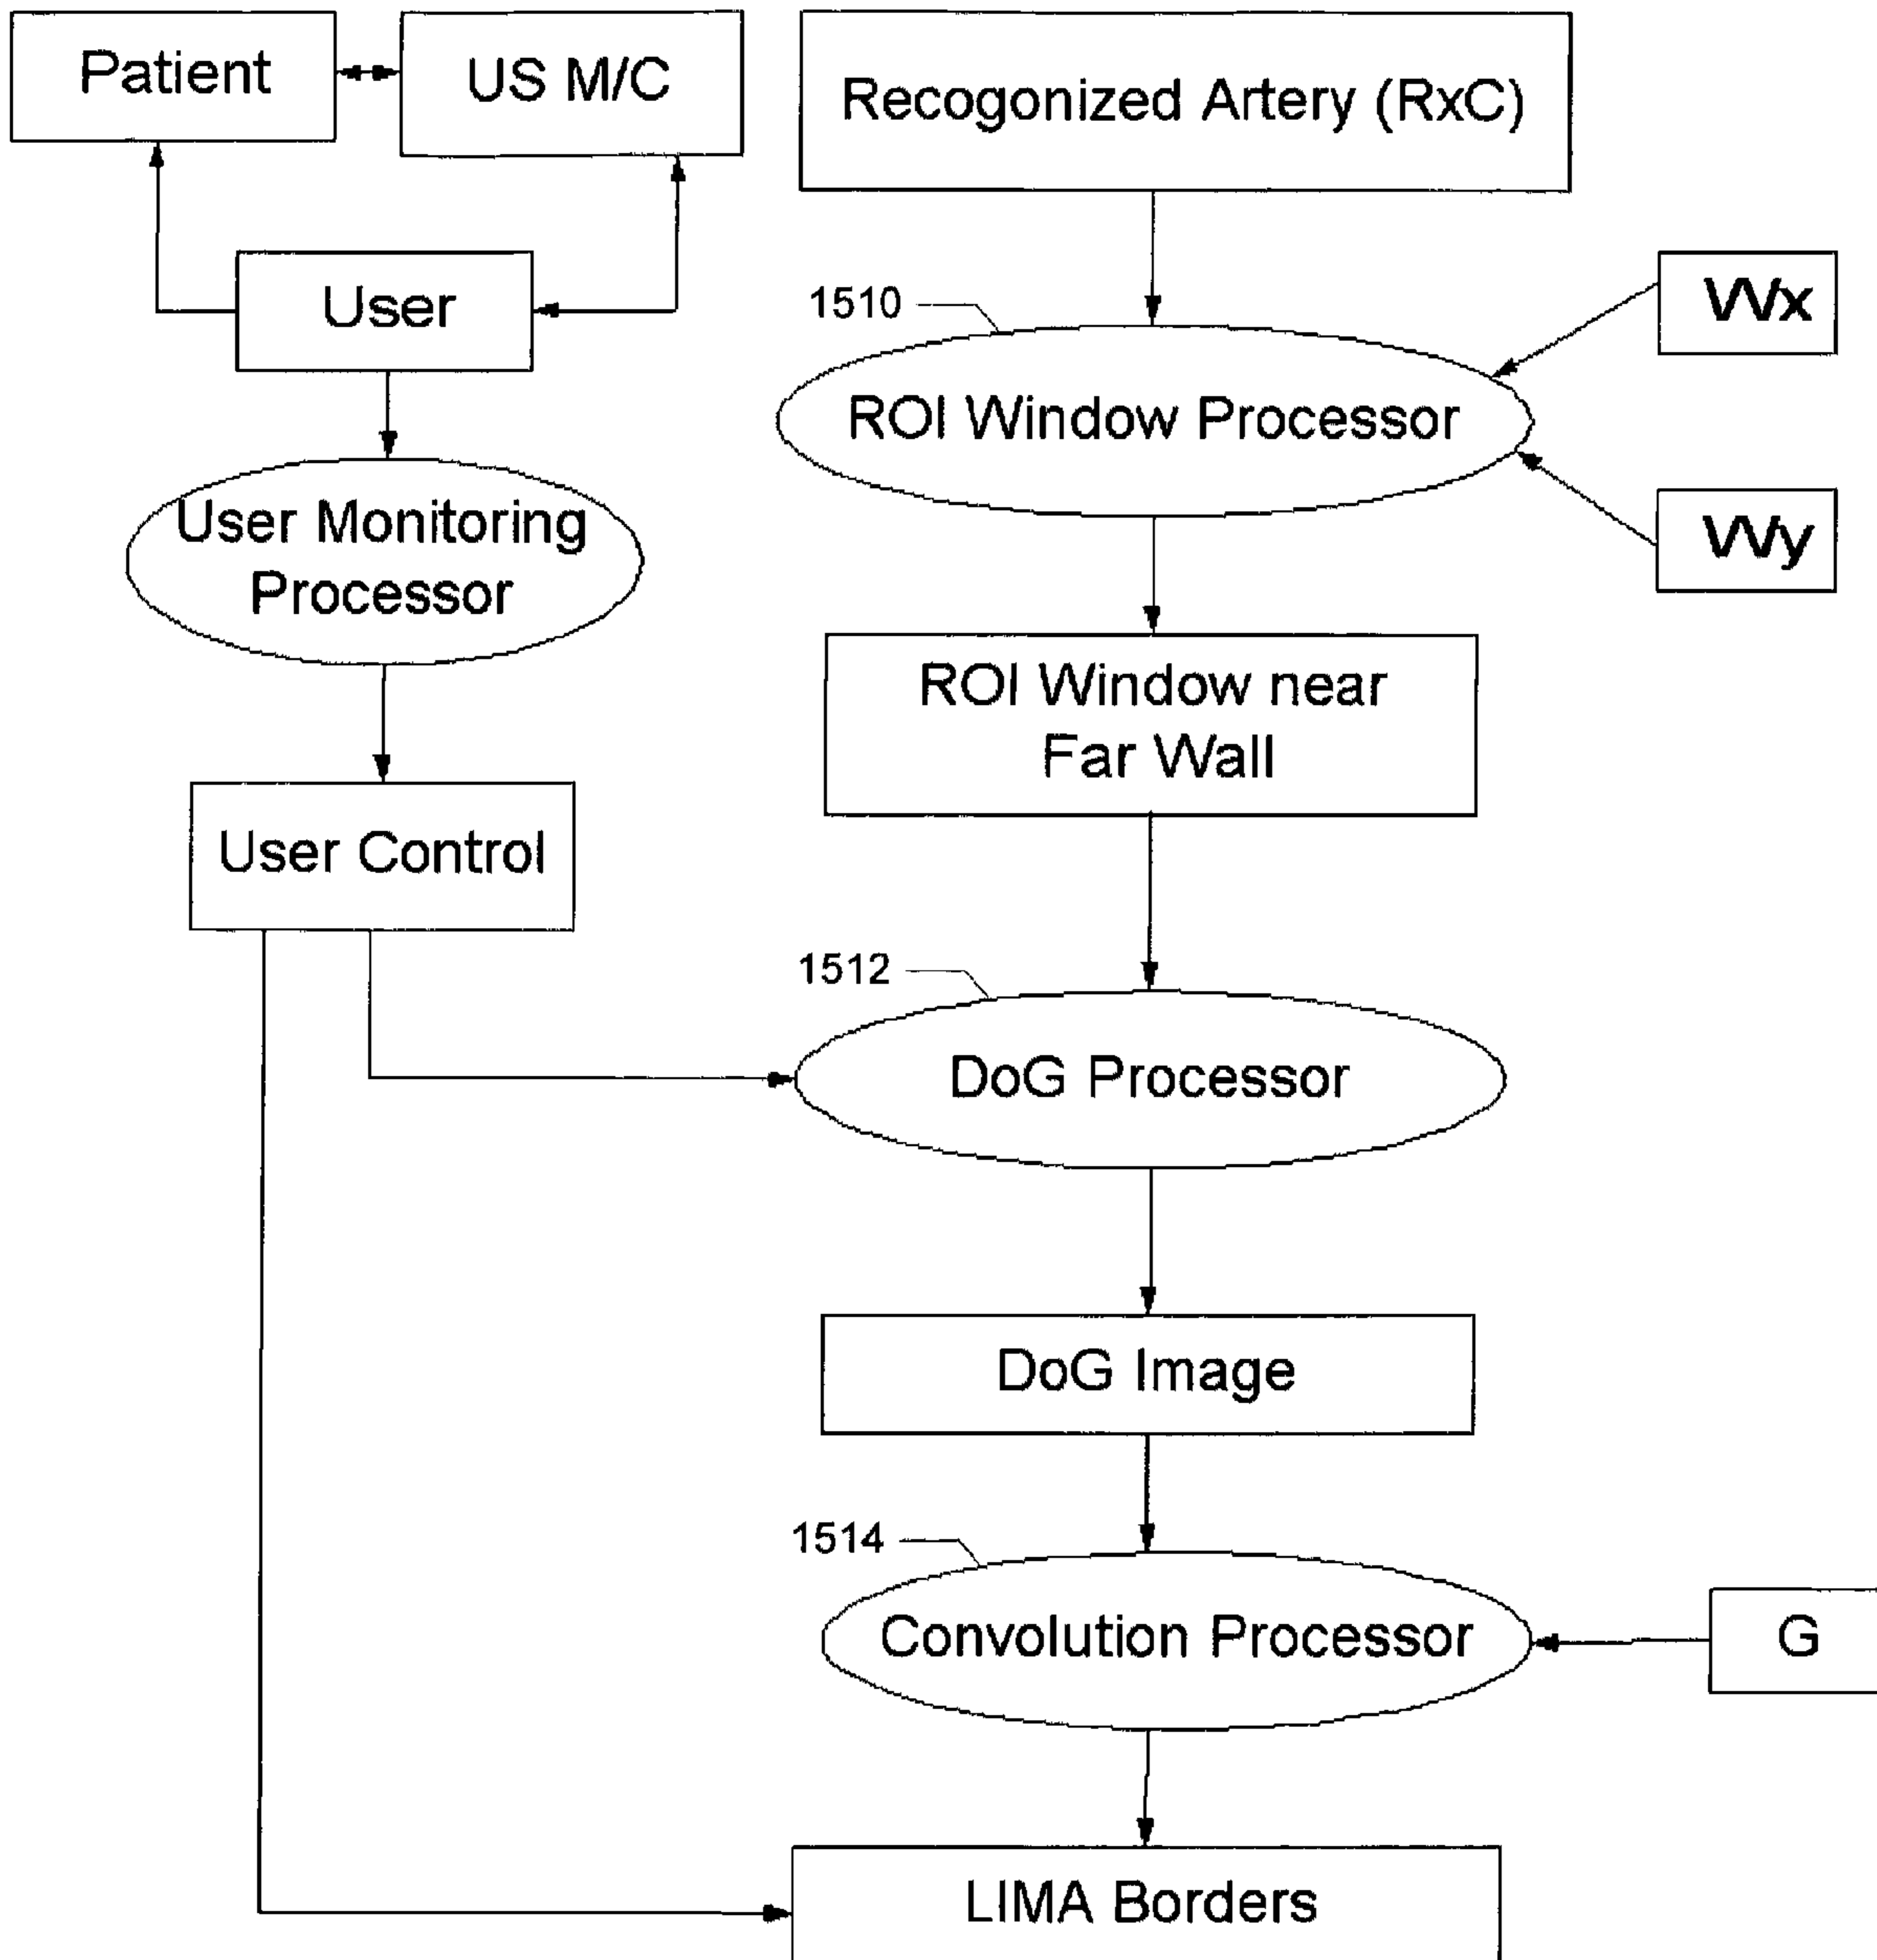 Patient
US M/C
Recogonized Artery (RxC)
User
1510
Wx
ROI Window Processor
Wy
User Monitoring
Processor
ROI Window near
Far Wall
User Control
1512
DoG Processor
DoG Image
1514
Convolution Processor
G
LIMA Borders